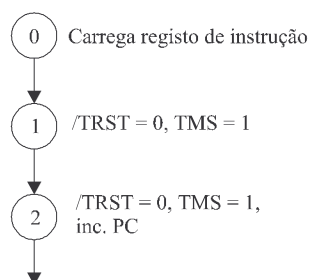 0 Carrega registo de instrução
1 /TRST = 0, TMS = 1
2 /TRST = 0, TMS = 1,
inc. PC